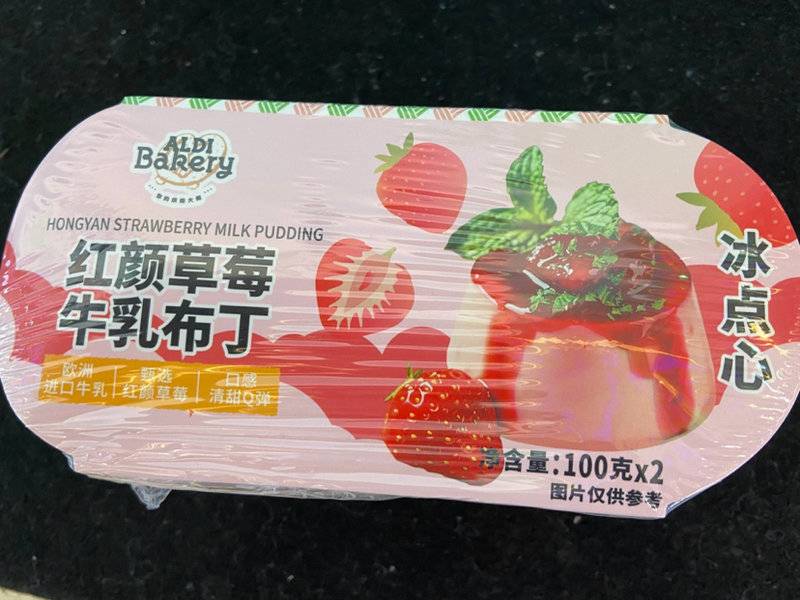 ALDI
Bakery
HONGYAN STRAWBERRY MILK PUDDING
红颜草莓
牛乳布丁
欧洲
进口牛乳
甄选
红颜草莓
口感
清甜Q弹
冰点心
净含量:100克x2
图片仅供参考